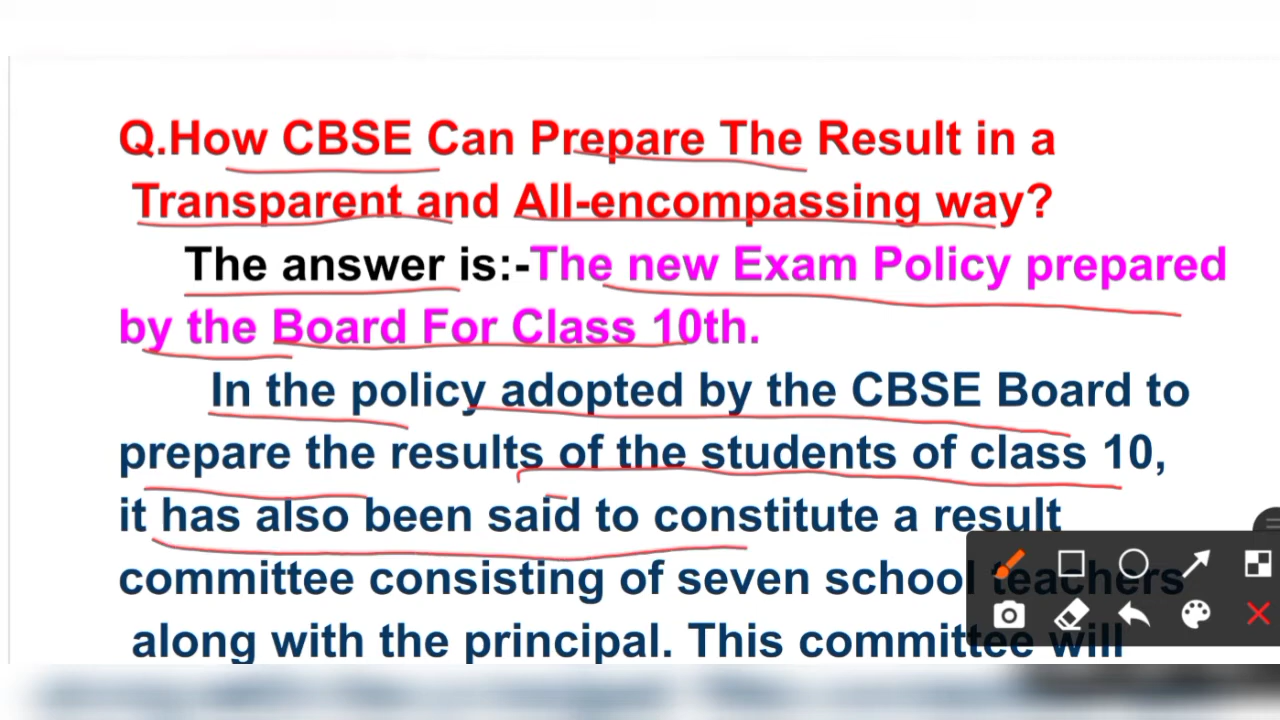 Q.How CBSE Can Prepare The Result in a
Transparent and All-encompassing way?
The answer is:-The new Exam Policy prepared
by the Board For Class 10th.
In the policy adopted by the CBSE Board to
prepare the results of the students of class 10,
it has also been said to constitute a result
committee consisting of seven school teachers
along with the principal. This committee will